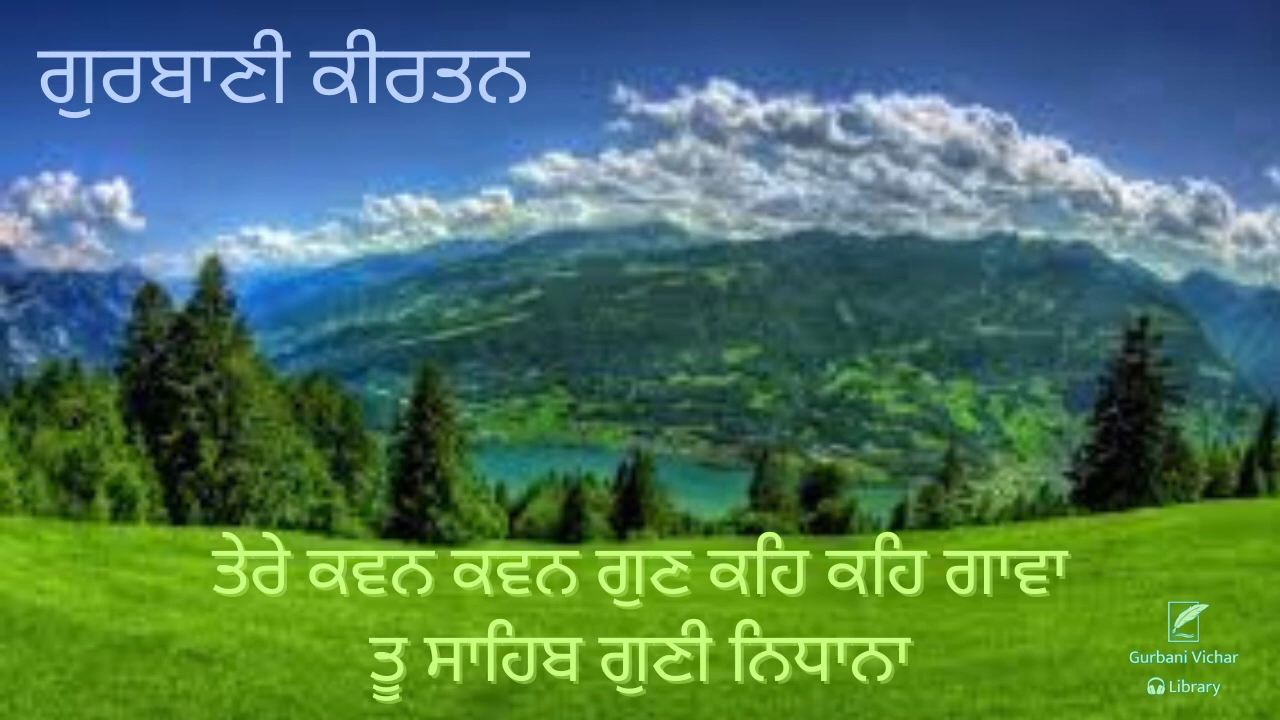 ਗੁਰਬਾਣੀ ਕੀਰਤਨ
ਤੇਰੇ ਕਵਨ ਕਵਨ ਗੁਣ ਕਹਿ ਕਹਿ ਗਾਵਾ
ਤੂ ਸਾਹਿਬ ਗੁਣੀ ਨਿਧਾਨਾ
Gurbani Vichar
Library